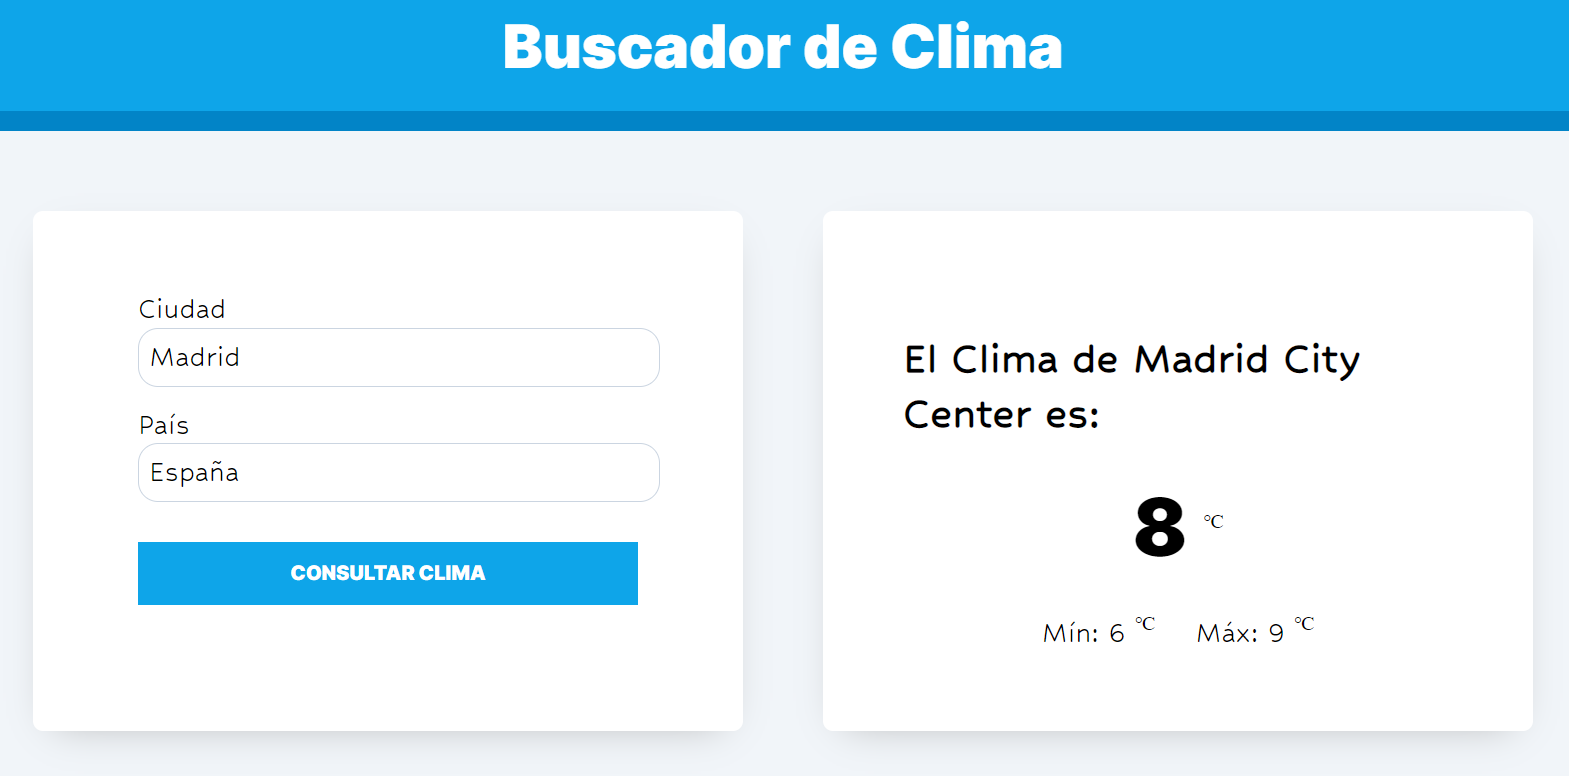 Buscador de Clima
Ciudad
Madrid
País
España
CONSULTAR CLIMA
El Clima de Madrid City
Center es:
8 ℃
Mín: 6 ℃ Máx: 9 ℃